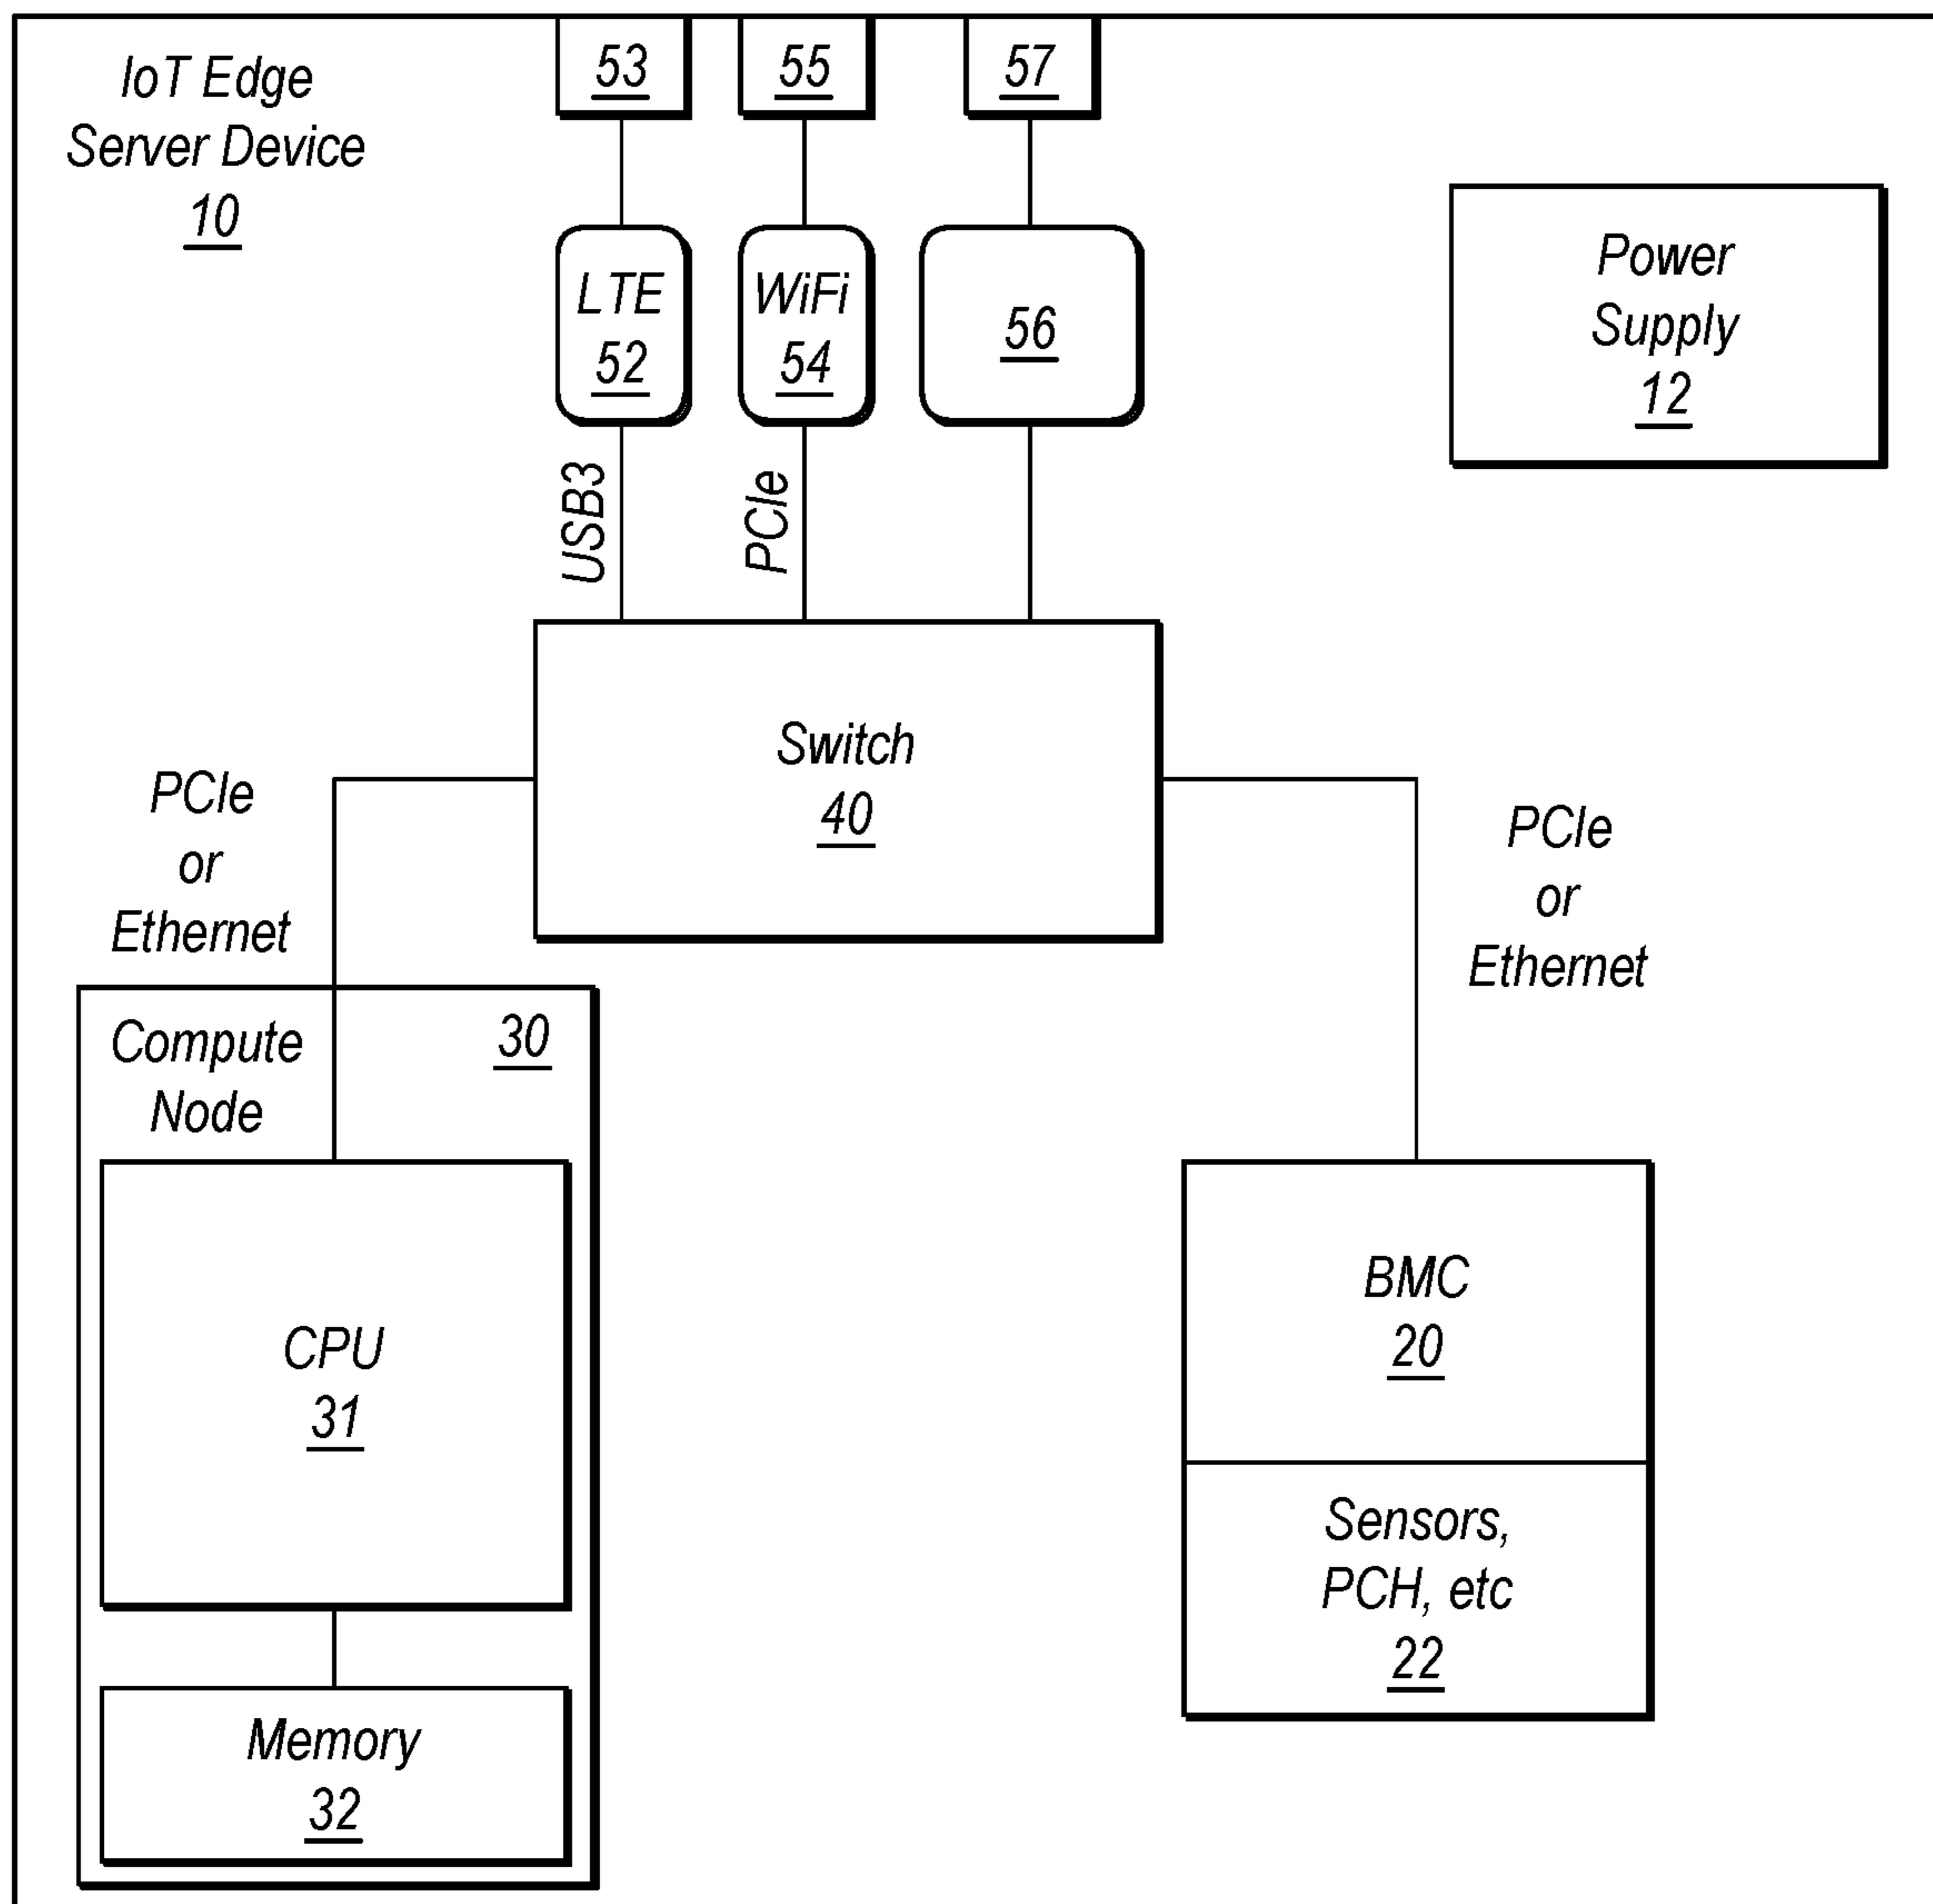 IoT Edge
Server Device
10
53
55
57
LTE
52
WiFi
54
56
Power
Supply
12
USB3
PCIe
Switch
40
PCIe
or
Ethernet
PCIe
or
Ethernet
Compute
Node
30
CPU
31
Memory
32
BMC
20
Sensors,
PCH, etc
22